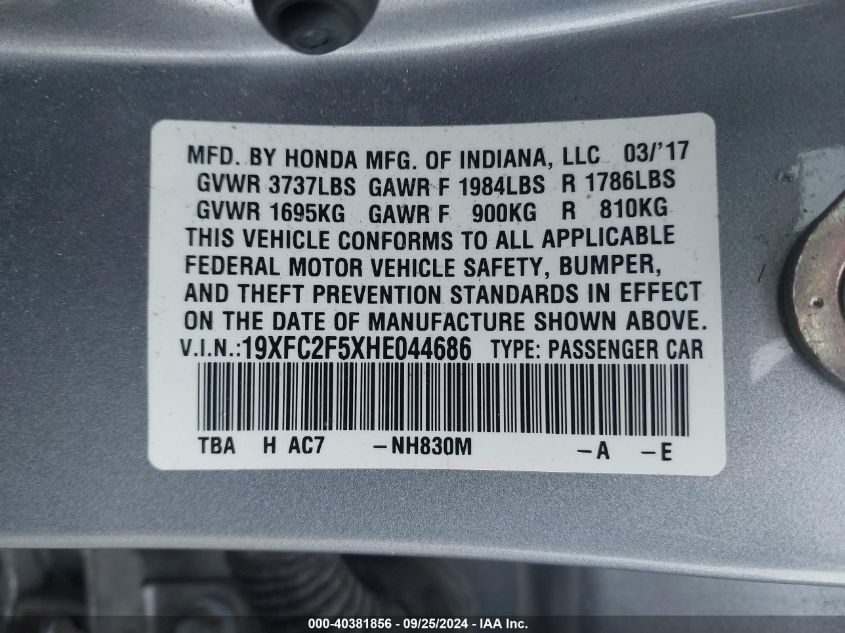 MFD. BY HONDA MFG. OF INDIANA, LLC 03/'17
GVWR 3737LBS GAWR F 1984LBS R 1786LBS
GVWR 1695KG GAWR F 900KG R 810KG
THIS VEHICLE CONFORMS TO ALL APPLICABLE
FEDERAL MOTOR VEHICLE SAFETY, BUMPER,
AND THEFT PREVENTION STANDARDS IN EFFECT
ON THE DATE OF MANUFACTURE SHOWN ABOVE.
V.I.N.:19XFC2F5XHE044686 TYPE: PASSENGER CAR
TBA H AC7 –NH830M –A –E
000-40381856 - 09/25/2024 - IAA Inc.